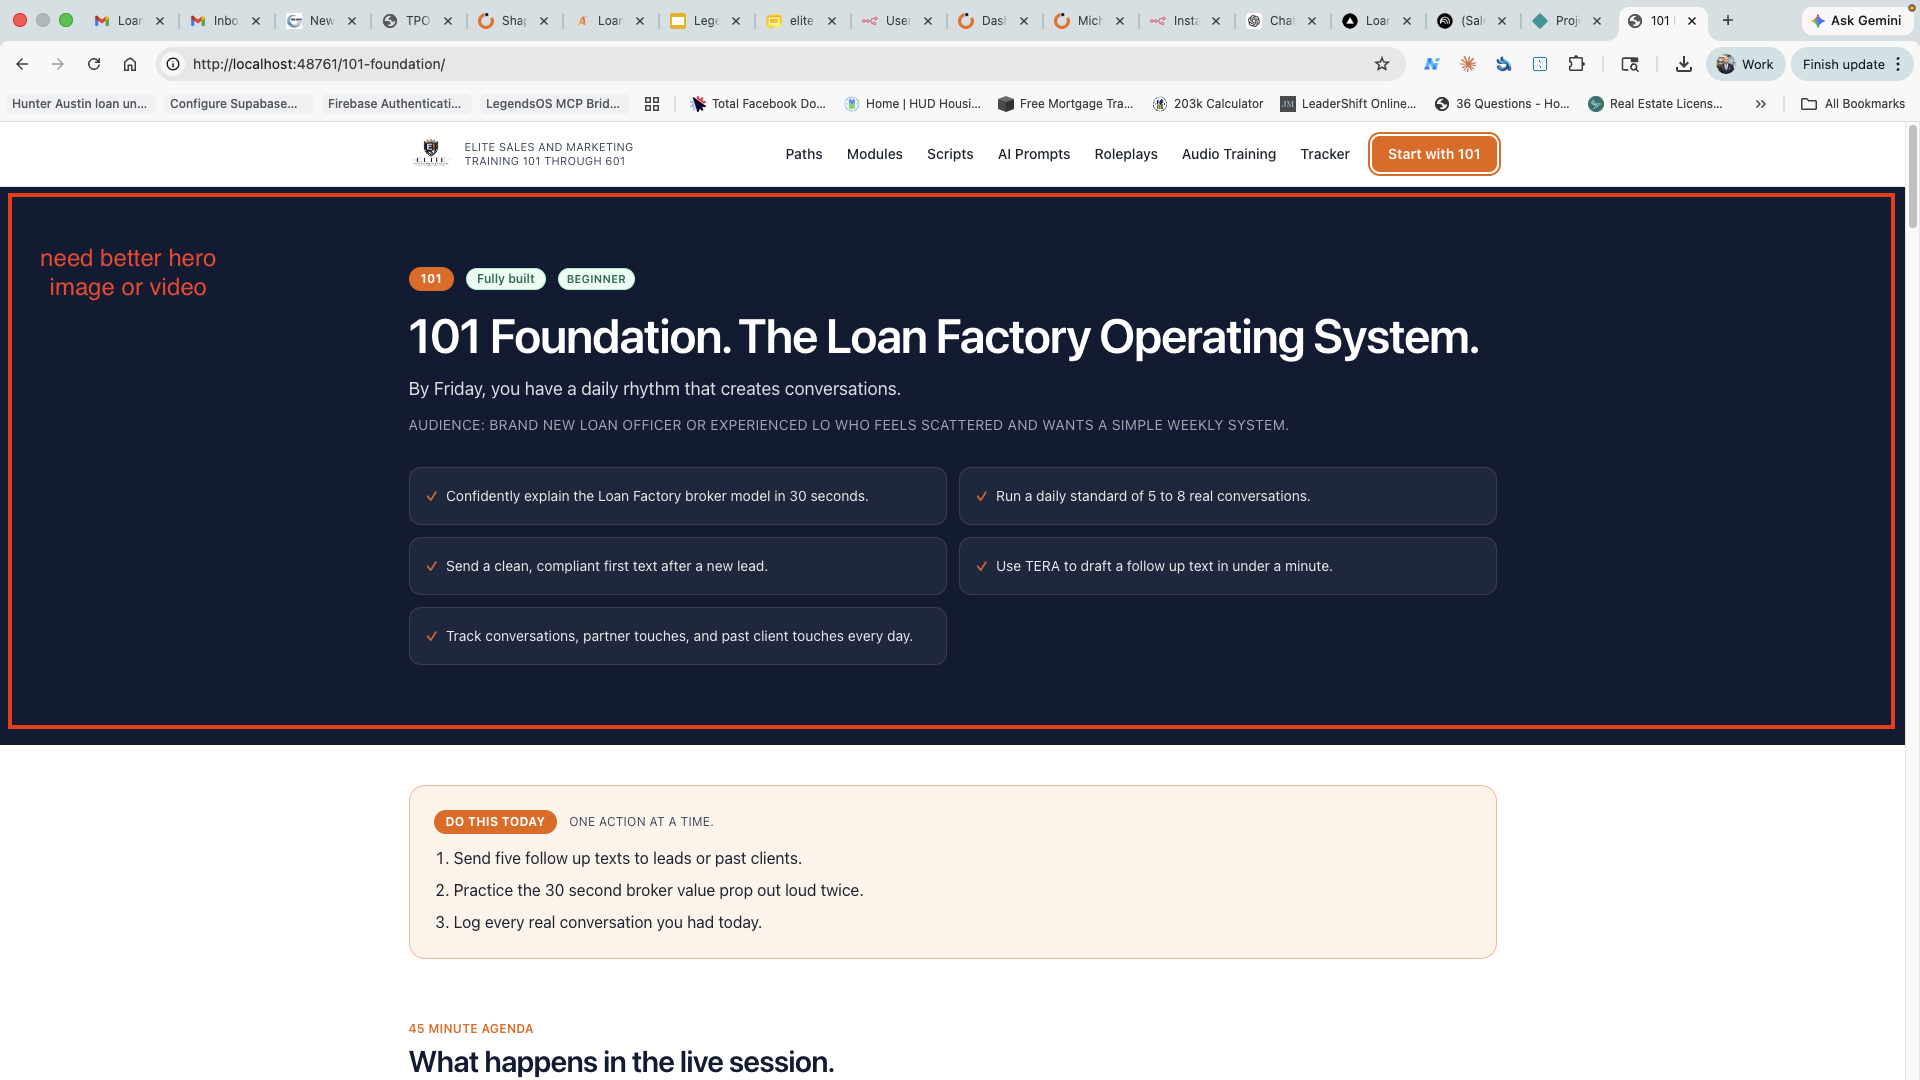 Loan
Inbo
New
TPO
Sha
Loan
Lege
elite
User
Dash
Mich
Insta
Cha
Loan
(Sal
Proj
101
Ask Gemini
http://localhost:48761/101-foundation/
Work
Finish update
Hunter Austin loan un...
Configure Supabase...
Firebase Authenticati...
LegendsOS MCP Brid...
Total Facebook Do...
Home | HUD Housi...
Free Mortgage Tra...
203k Calculator
LeaderShift Online...
36 Questions - Ho...
Real Estate Licens...
All Bookmarks
ELITE
ELITE SALES AND MARKETING
TRAINING 101 THROUGH 601
Paths
Modules
Scripts
AI Prompts
Roleplays
Audio Training
Tracker
Start with 101
need better hero
image or video
101
Fully built
BEGINNER
101 Foundation. The Loan Factory Operating System.
By Friday, you have a daily rhythm that creates conversations.
AUDIENCE: BRAND NEW LOAN OFFICER OR EXPERIENCED LO WHO FEELS SCATTERED AND WANTS A SIMPLE WEEKLY SYSTEM.
✓ Confidently explain the Loan Factory broker model in 30 seconds.
✓ Run a daily standard of 5 to 8 real conversations.
✓ Send a clean, compliant first text after a new lead.
✓ Use TERA to draft a follow up text in under a minute.
✓ Track conversations, partner touches, and past client touches every day.
DO THIS TODAY
ONE ACTION AT A TIME.
1. Send five follow up texts to leads or past clients.
2. Practice the 30 second broker value prop out loud twice.
3. Log every real conversation you had today.
45 MINUTE AGENDA
What happens in the live session.